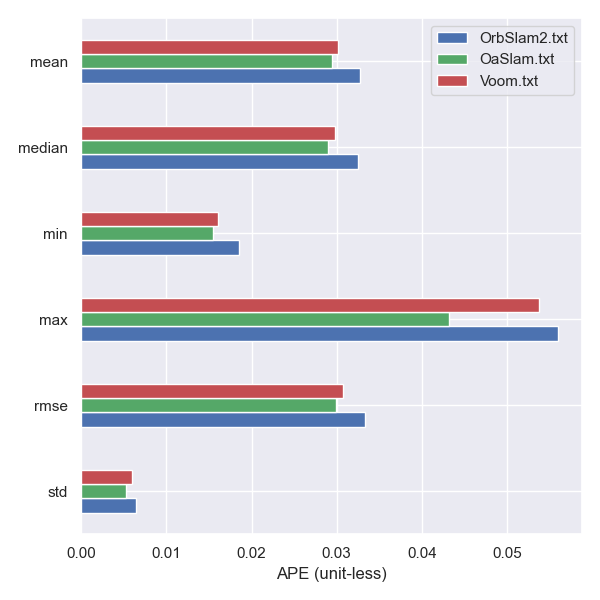 OrbSlam2.txt
OaSlam.txt
Voom.txt
mean
median
min
max
rmse
std
0.00 0.01 0.02 0.03 0.04 0.05
APE (unit-less)